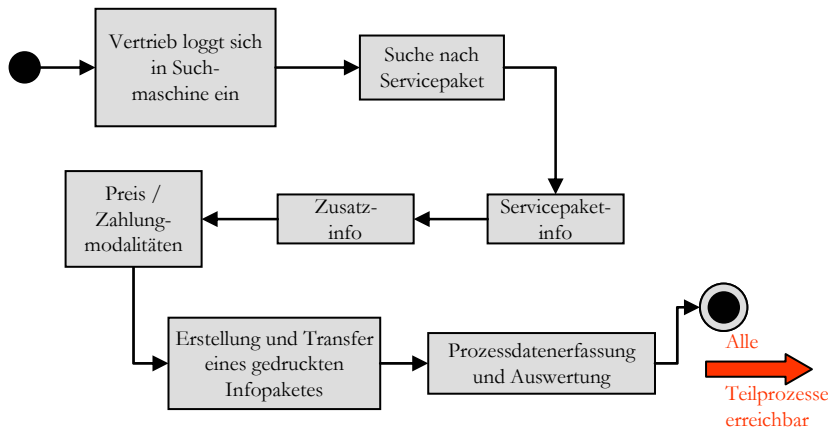 Vertrieb loggt sich
in Such-
maschine ein
Suche nach
Servicepaket
Preis /
Zahlung-
modalitäten
Zusatz-
info
Servicepaket-
info
Erstellung und Transfer
eines gedruckten
Infopaketes
Prozessdatenerfassung
und Auswertung
Alle
Teilprozesse
erreichbar